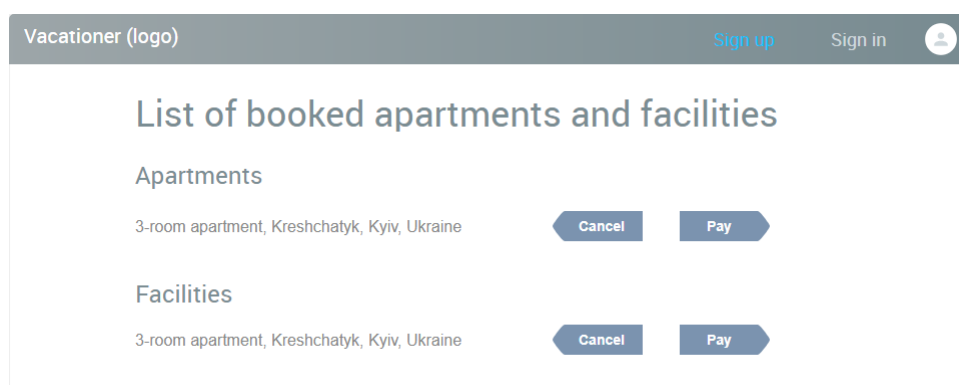 Vacationer (logo) Sign up Sign in
List of booked apartments and facilities
Apartments
3-room apartment, Kreshchatyk, Kyiv, Ukraine Cancel Pay
Facilities
3-room apartment, Kreshchatyk, Kyiv, Ukraine Cancel Pay